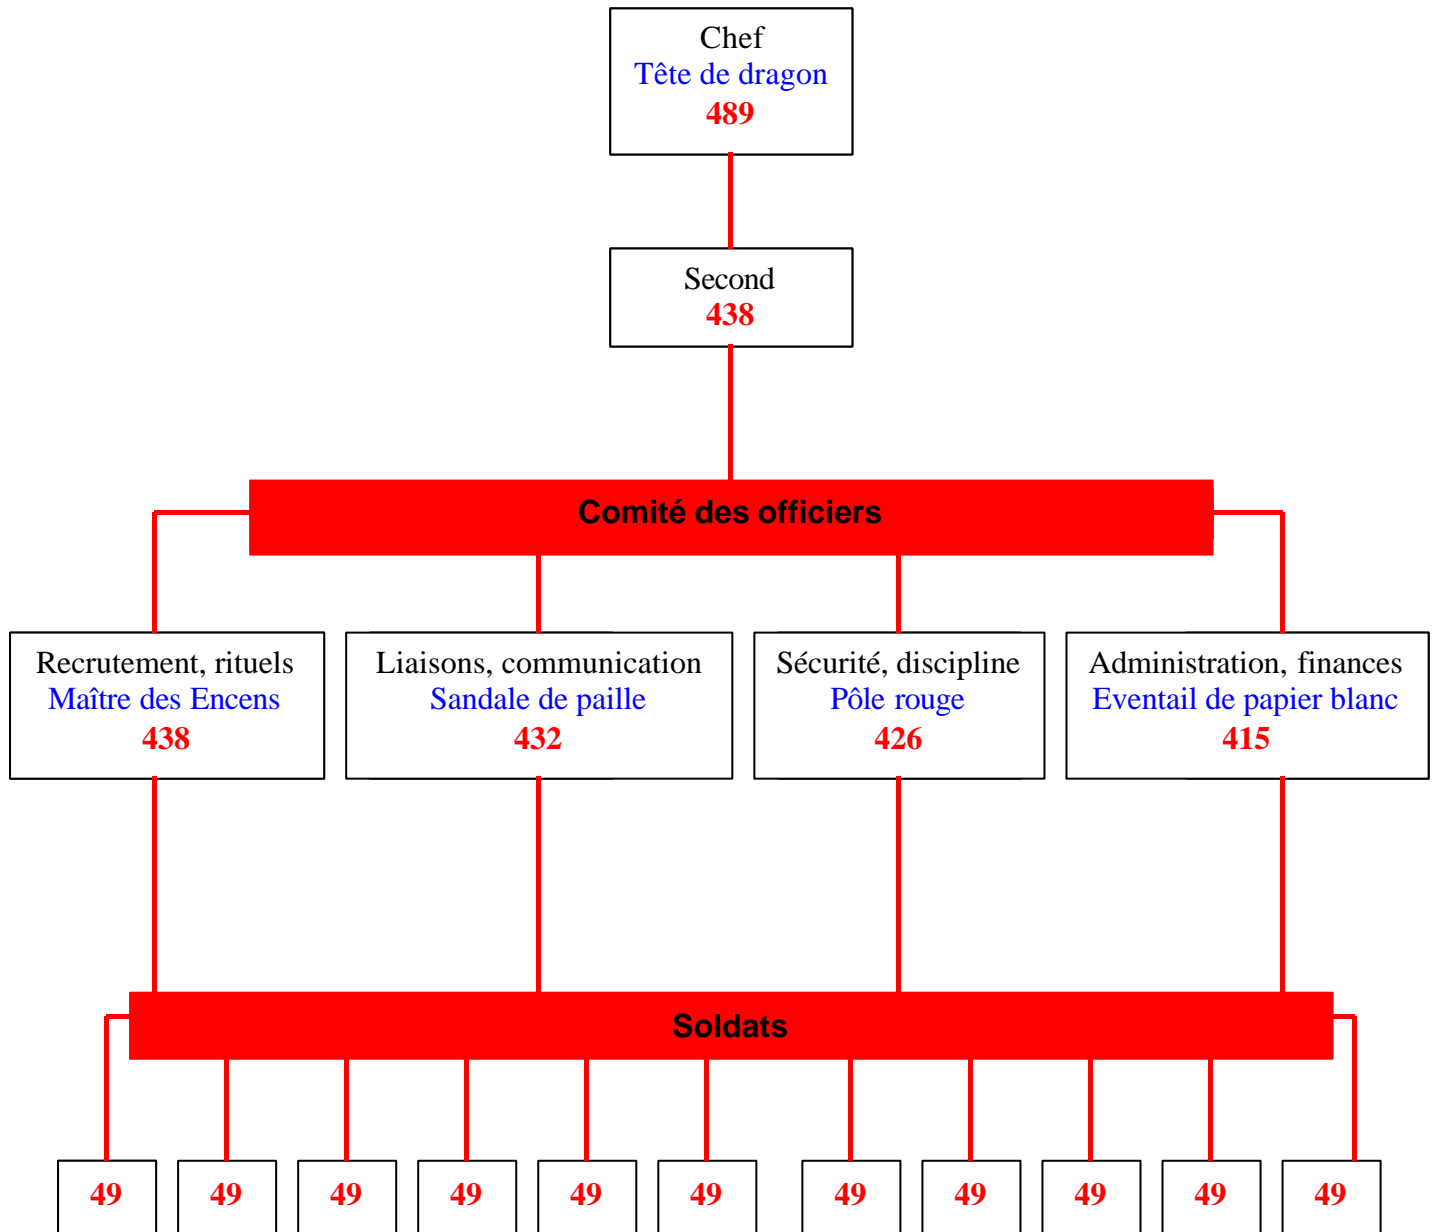 Chef
Tête de dragon
489
Second
438
Comité des officiers
Recrutement, rituels
Maître des Encens
438
Liaisons, communication
Sandale de paille
432
Sécurité, discipline
Pôle rouge
426
Administration, finances
Eventail de papier blanc
415
Soldats
49
49
49
49
49
49
49
49
49
49
49